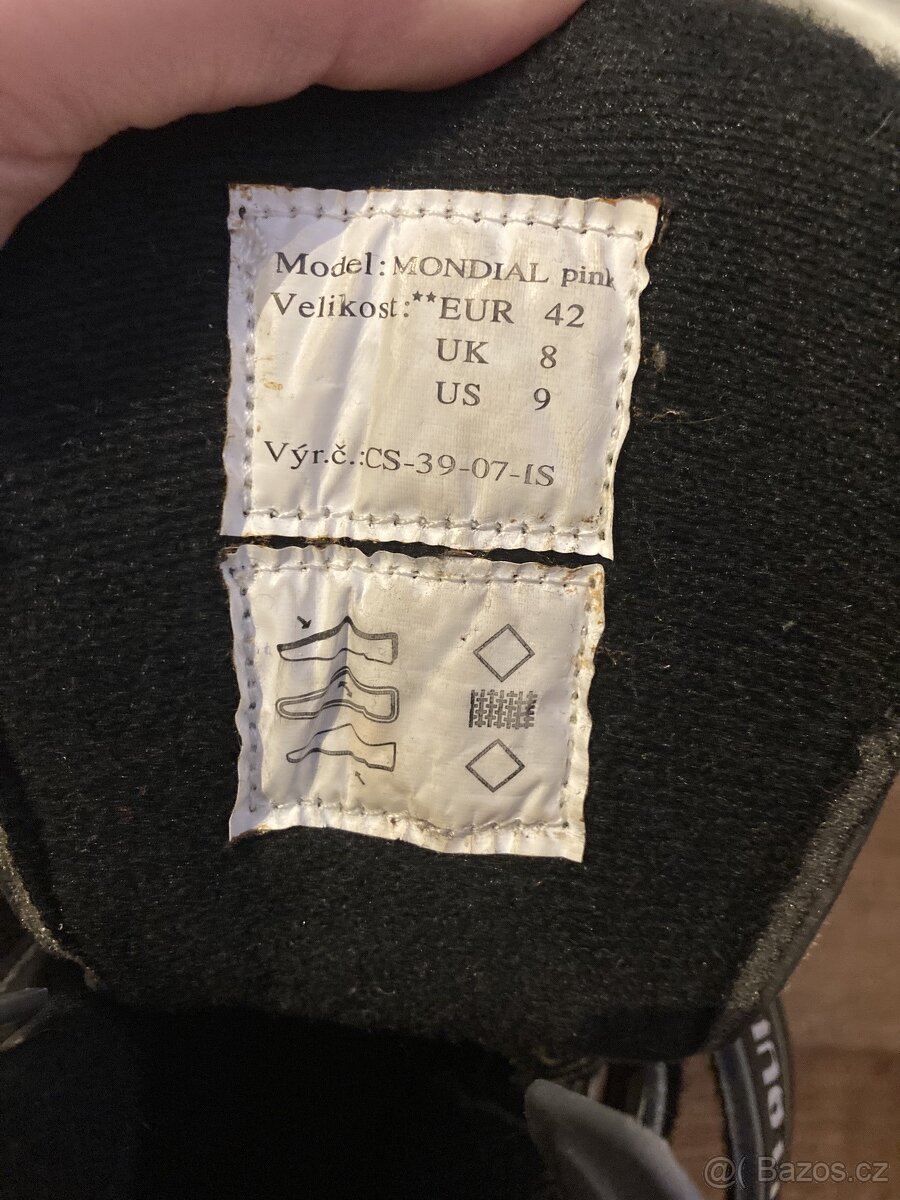 Model: MONDIAL pink
Velikost:**EUR 42
UK 8
US 9
Výr.č.:CS-39-07-IS
@( Bazos.cz